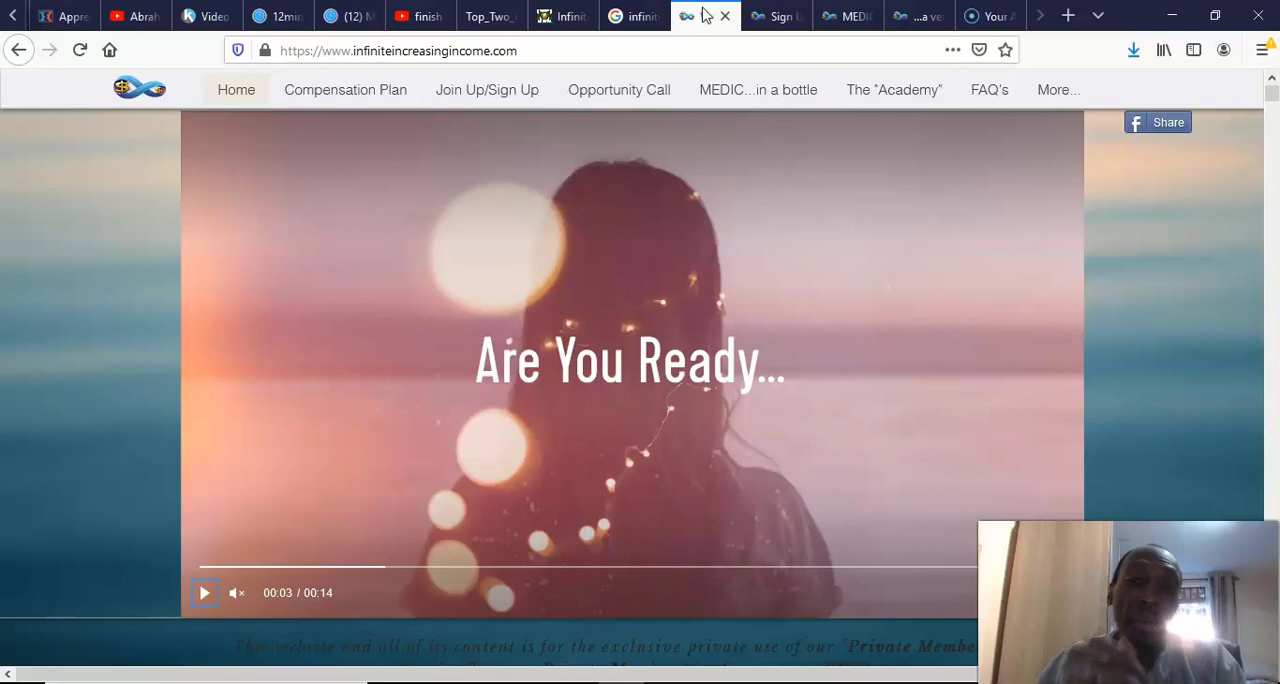 Appre
Abrah
Video
12min
(12) M
finish
Top_Two_
Infinit
infinit
Sign U
MEDIC
...a ve
Your A
https://www.infiniteincreasingincome.com
Home
Compensation Plan
Join Up/Sign Up
Opportunity Call
MEDIC...in a bottle
The "Academy"
FAQ's
More...
Share
Are You Ready...
00:03 / 00:14
This website and all of its content is for the exclusive private use of our "Private Membe